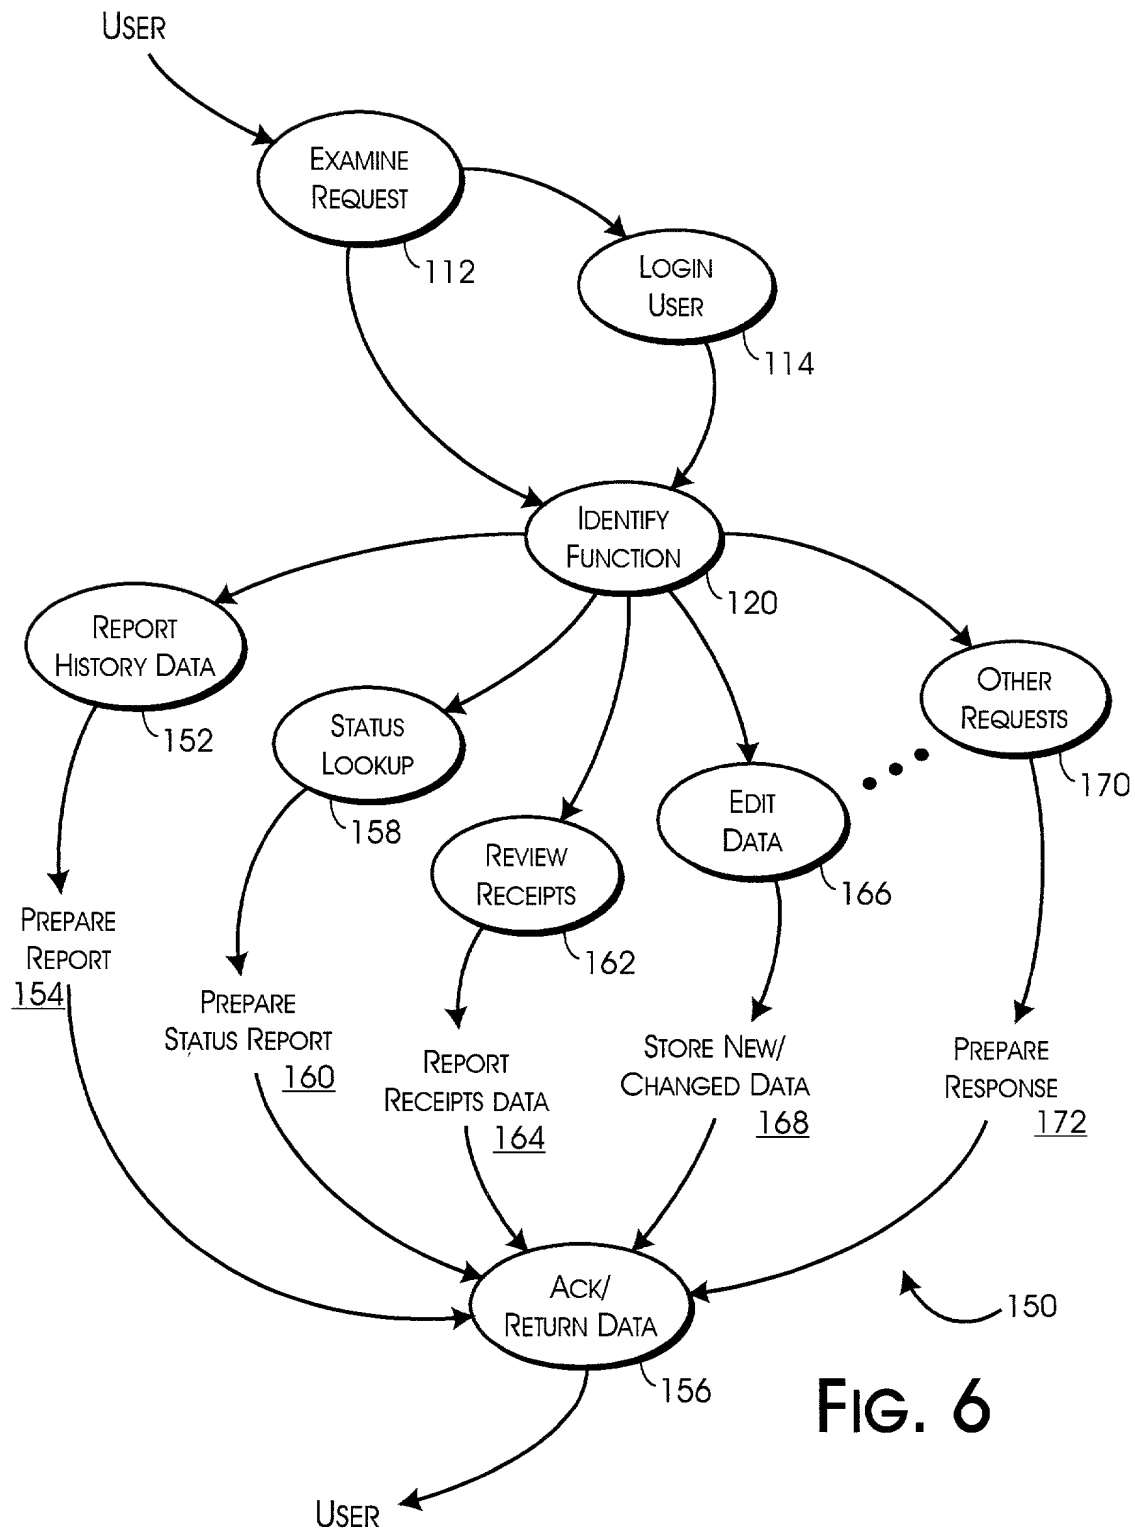 USER
EXAMINE
REQUEST
112
LOGIN
USER
114
IDENTIFY
FUNCTION
120
REPORT
HISTORY DATA
152
STATUS
LOOKUP
158
REVIEW
RECEIPTS
162
EDIT
DATA
166
OTHER
REQUESTS
170
PREPARE
REPORT
154
PREPARE
STATUS REPORT
160
REPORT
RECEIPTS DATA
164
STORE NEW/
CHANGED DATA
168
PREPARE
RESPONSE
172
ACK/
RETURN DATA
156
150
FIG. 6
USER